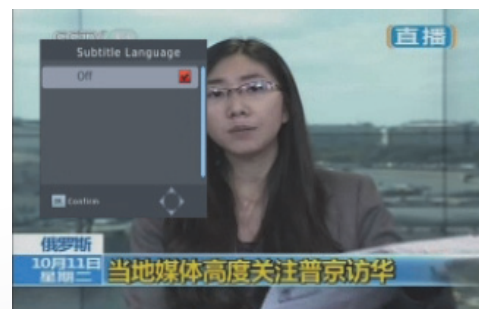 直播
Subtitle Language
Off
Confirm
俄罗斯
10月11日
星期二
当地媒体高度关注普京访华